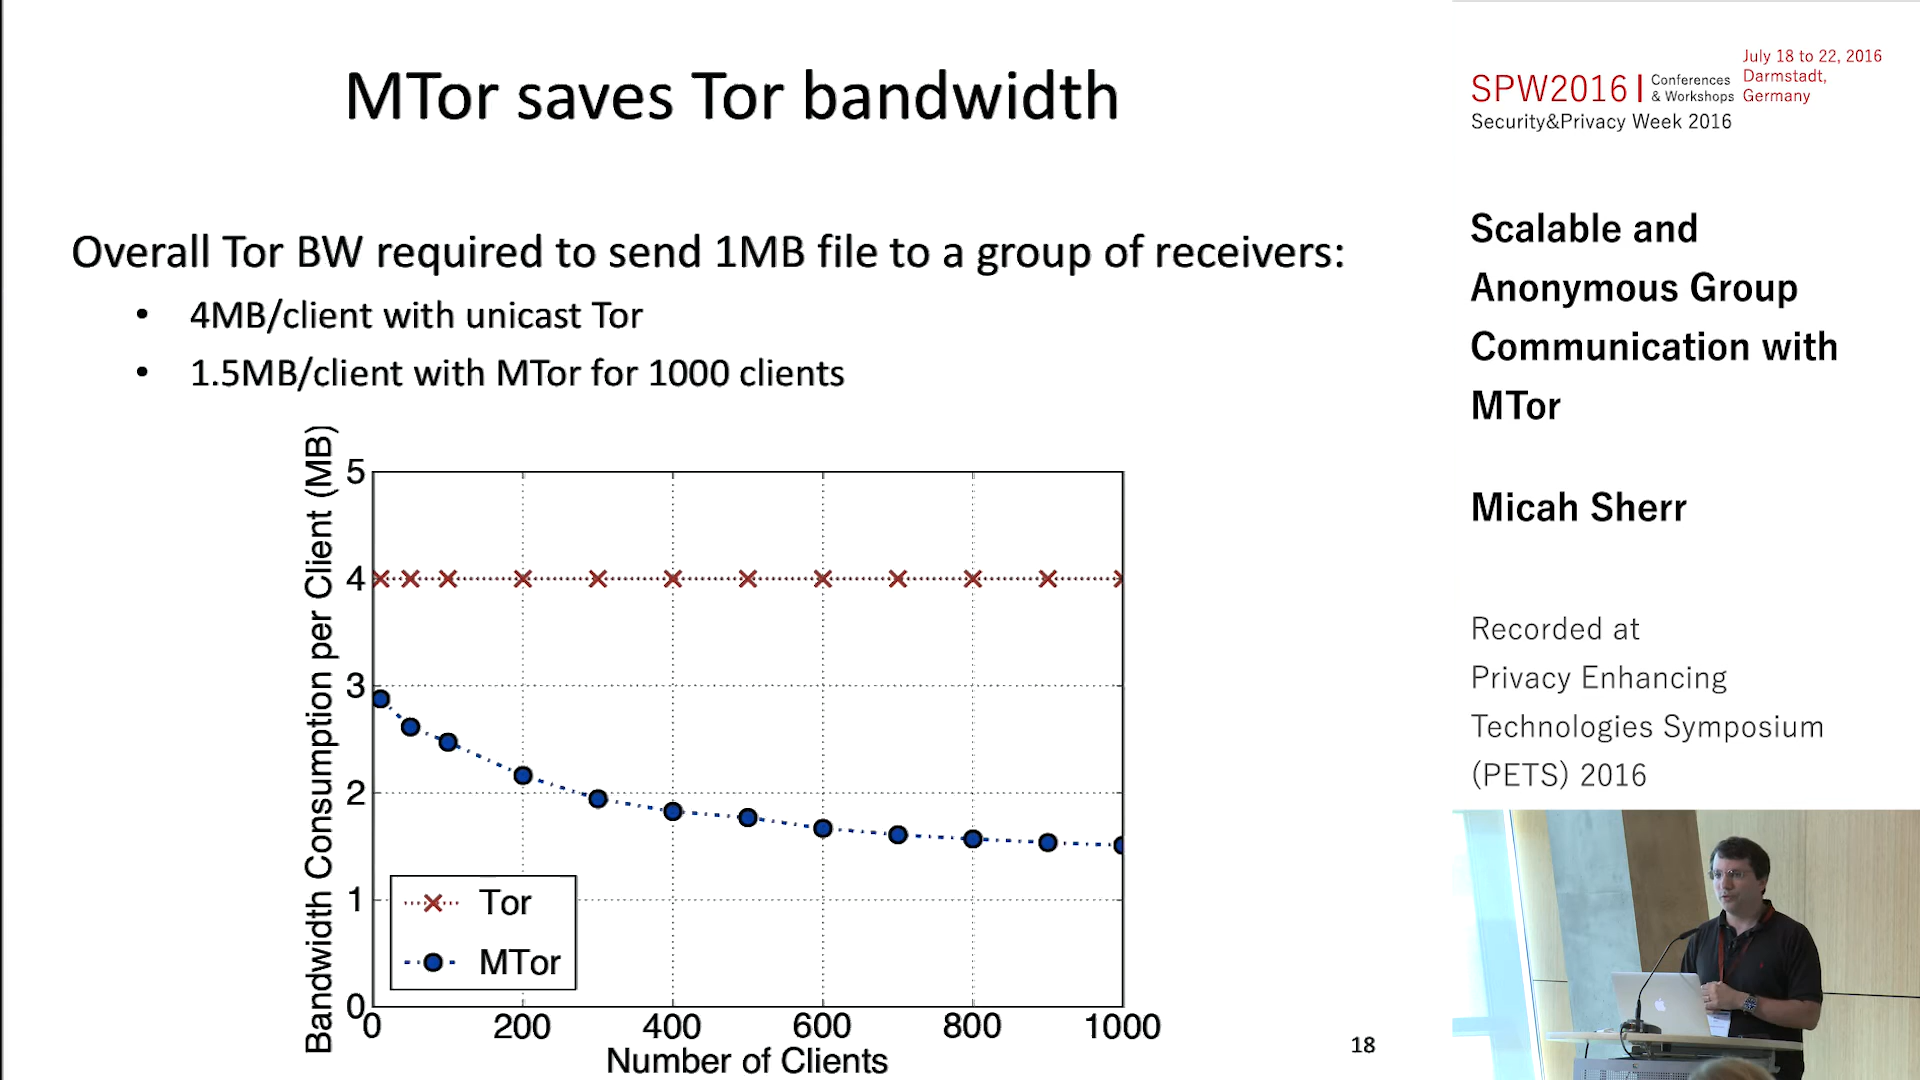 MTor saves Tor bandwidth
Overall Tor BW required to send 1MB file to a group of receivers:
• 4MB/client with unicast Tor
• 1.5MB/client with MTor for 1000 clients
Bandwidth Consumption per Client (MB)
5
4
3
2
1
0
Tor
MTor
0 200 400 600 800 1000
Number of Clients
18
July 18 to 22, 2016
SPW2016 | Conferences Darmstadt,
& Workshops Germany
Security&Privacy Week 2016
Scalable and
Anonymous Group
Communication with
MTor
Micah Sherr
Recorded at
Privacy Enhancing
Technologies Symposium
(PETS) 2016